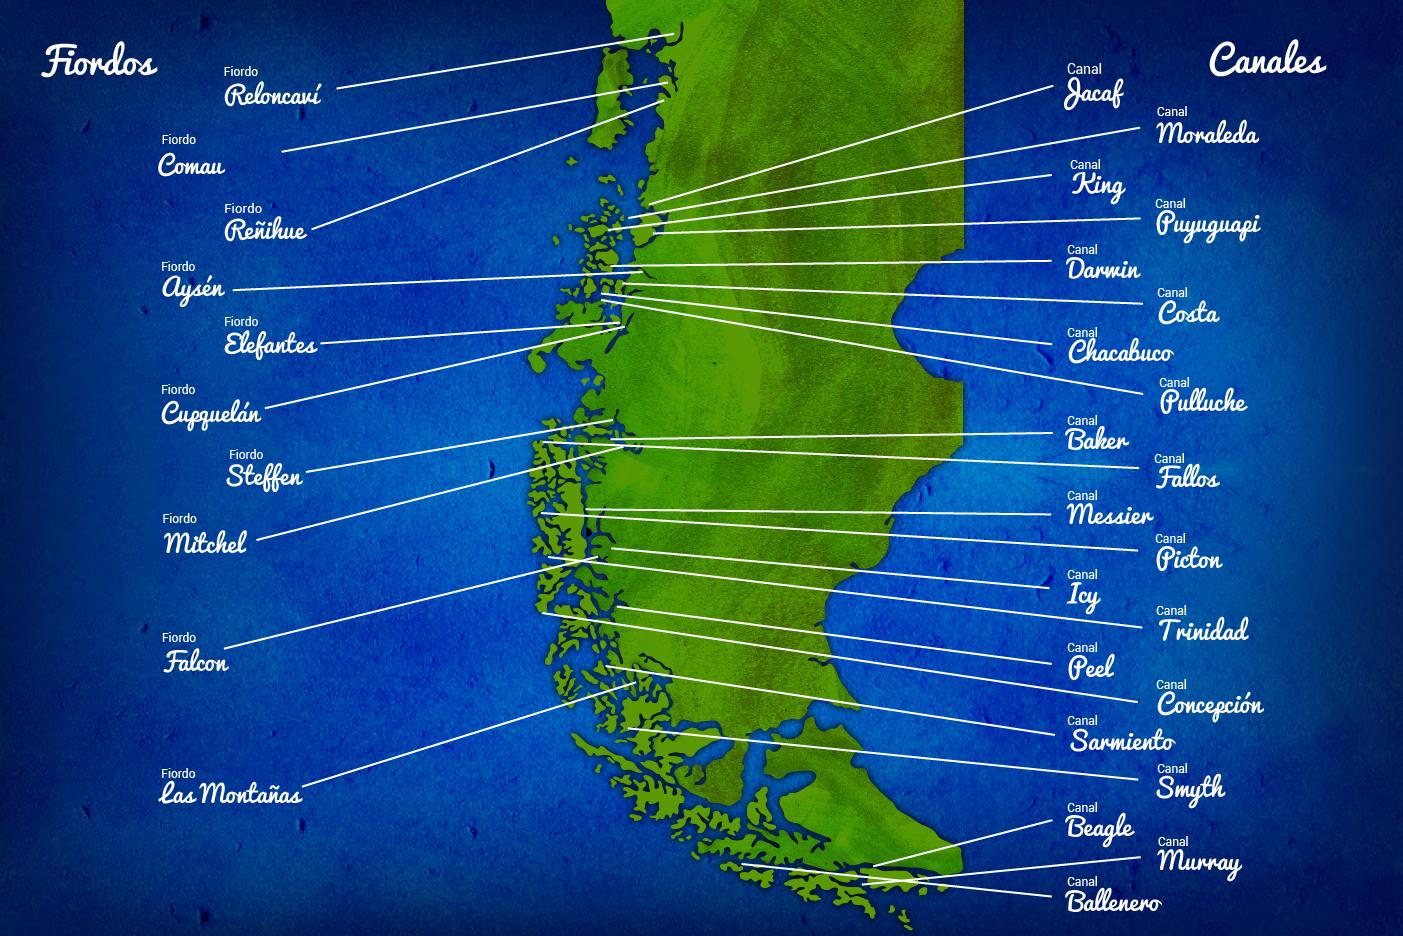 Fiordos
Fiordo
Reloncaví
Fiordo
Comau
Fiordo
Reñihue
Fiordo
Aysén
Fiordo
Elefantes
Fiordo
Cupquelán
Fiordo
Steffen
Fiordo
Mitchel
Fiordo
Falcon
Fiordo
Las Montañas
Canales
Canal
Jacaf
Canal
Moraleda
Canal
King
Canal
Puyuguapi
Canal
Darwin
Canal
Costa
Canal
Chacabuco
Canal
Pulluche
Canal
Baker
Canal
Fallos
Canal
Messier
Canal
Picton
Canal
Icy
Canal
Trinidad
Canal
Peel
Canal
Concepción
Canal
Sarmiento
Canal
Smyth
Canal
Beagle
Canal
Murray
Canal
Ballenero